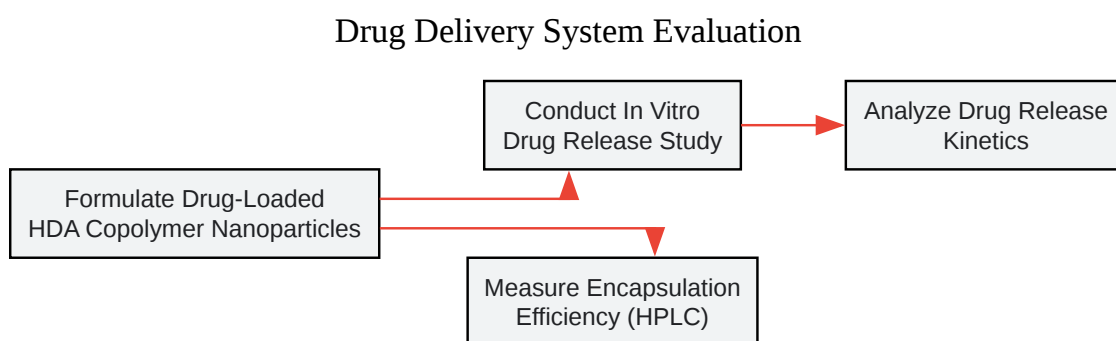 Drug Delivery System Evaluation
Conduct In Vitro
Drug Release Study
Analyze Drug Release
Kinetics
Formulate Drug-Loaded
HDA Copolymer Nanoparticles
Measure Encapsulation
Efficiency (HPLC)